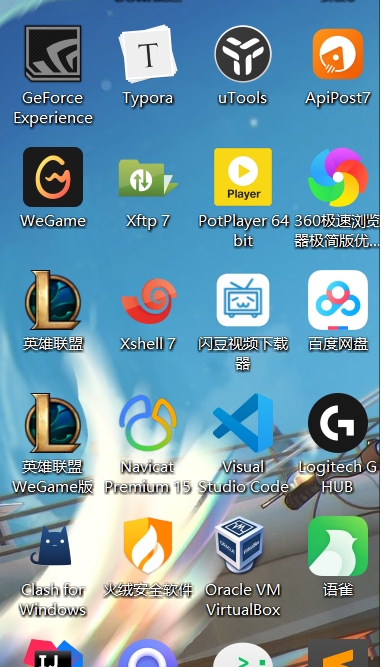 GeForce
Experience
Typora
uTools
ApiPost7
WeGame
Xftp 7
Player
PotPlayer 64
bit
360极速浏览
器极简版优...
英雄联盟
Xshell 7
闪豆视频下载
器
百度网盘
英雄联盟
WeGame版
Navicat
Premium 15
Visual
Studio Code
Logitech G
HUB
Clash for
Windows
火绒安全软件
Oracle VM
VirtualBox
语雀